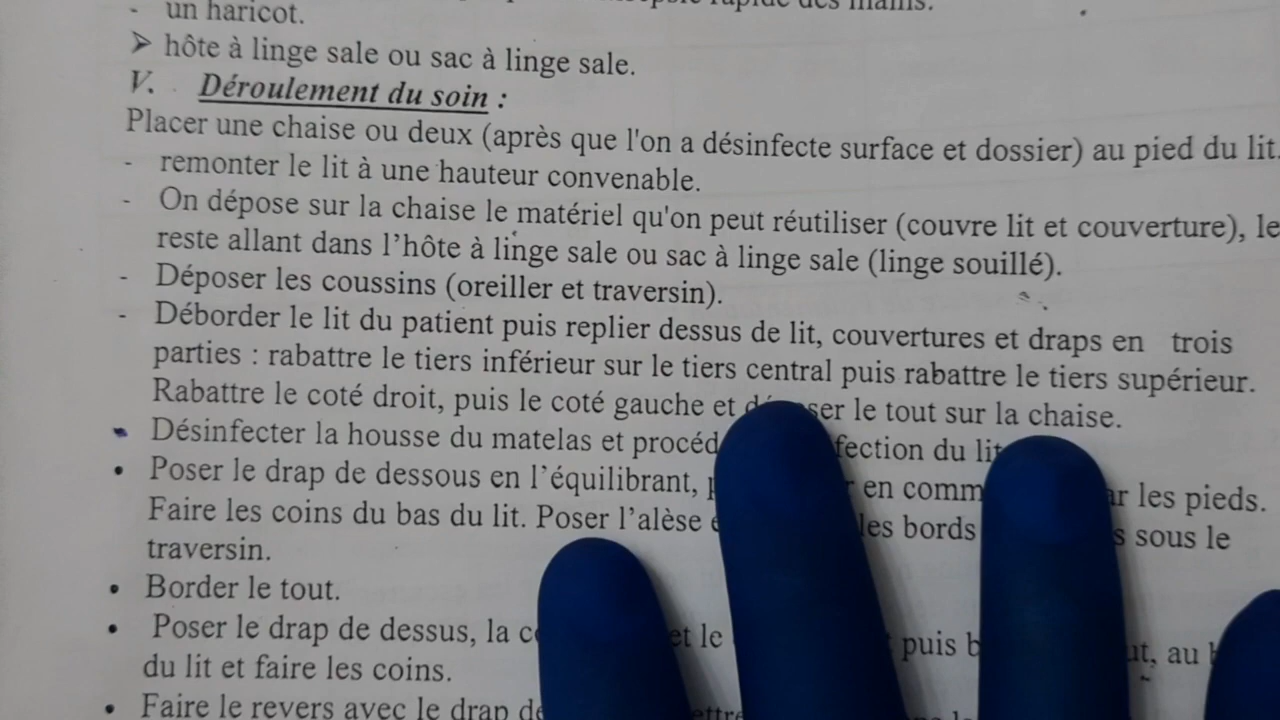 - un haricot.
rapide des mains.
➤ hôte à linge sale ou sac à linge sale.
V. Déroulement du soin :
Placer une chaise ou deux (après que l'on a désinfecte surface et dossier) au pied du lit.
- remonter le lit à une hauteur convenable.
- On dépose sur la chaise le matériel qu'on peut réutiliser (couvre lit et couverture), le
reste allant dans l'hôte à linge sale ou sac à linge sale (linge souillé).
- Déposer les coussins (oreiller et traversin).
- Déborder le lit du patient puis replier dessus de lit, couvertures et draps en trois
parties : rabattre le tiers inférieur sur le tiers central puis rabattre le tiers supérieur.
Rabattre le coté droit, puis le coté gauche et le tout sur la chaise.
- Désinfecter la housse du matelas et du lit
• Poser le drap de dessous en l'équilibrant, en les pieds.
Faire les coins du bas du lit. Poser l'alèse les bords sous le
traversin.
• Border le tout.
• Poser le drap de dessus, la et le puis au
du lit et faire les coins.
• Faire le revers avec le drap